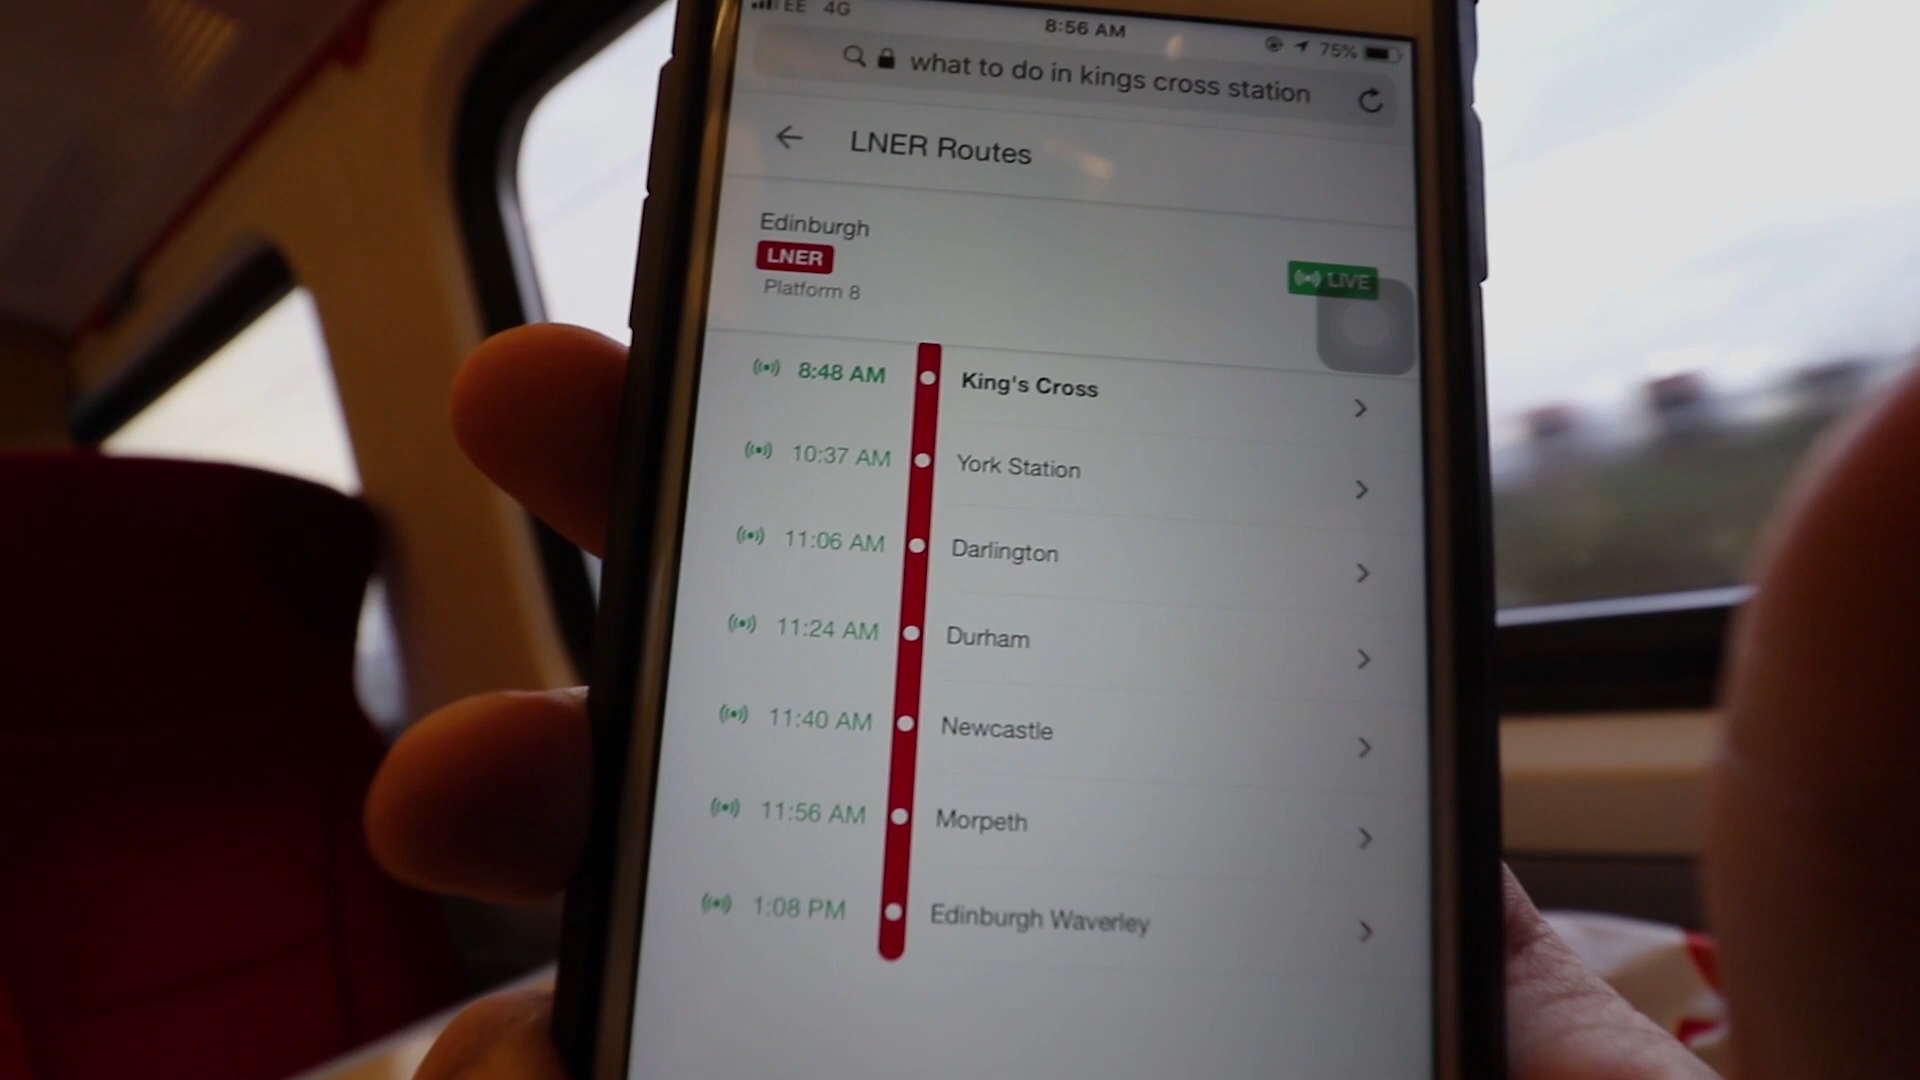 EE 4G 8:56 AM 75%
what to do in kings cross station
LNER Routes
Edinburgh
LNER
LIVE
Platform 8
8:48 AM King's Cross
10:37 AM York Station
11:06 AM Darlington
11:24 AM Durham
11:40 AM Newcastle
11:56 AM Morpeth
1:08 PM Edinburgh Waverley